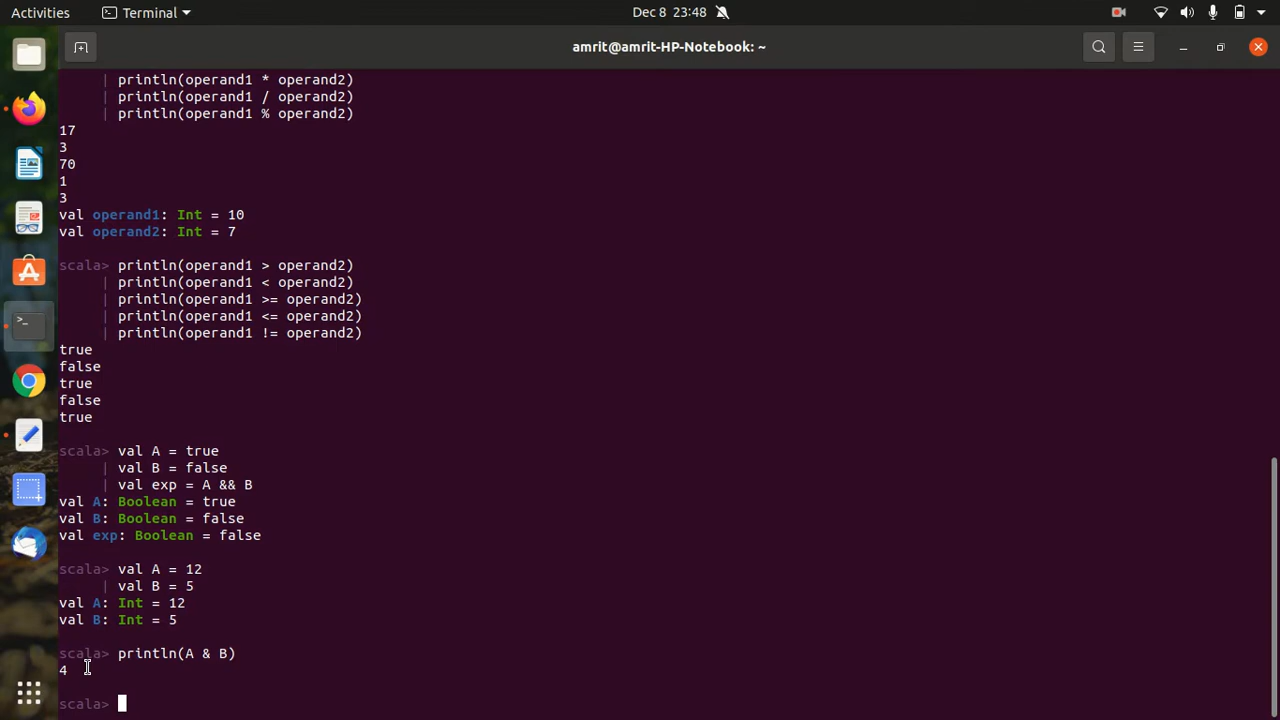 Activities Terminal Dec 8 23:48
amrit@amrit-HP-Notebook: ~
| println(operand1 * operand2)
| println(operand1 / operand2)
| println(operand1 % operand2)
17
3
70
1
3
val operand1: Int = 10
val operand2: Int = 7
scala> println(operand1 > operand2)
| println(operand1 < operand2)
| println(operand1 >= operand2)
| println(operand1 <= operand2)
| println(operand1 != operand2)
true
false
true
false
true
scala> val A = true
| val B = false
| val exp = A && B
val A: Boolean = true
val B: Boolean = false
val exp: Boolean = false
scala> val A = 12
| val B = 5
val A: Int = 12
val B: Int = 5
scala> println(A & B)
4
scala>